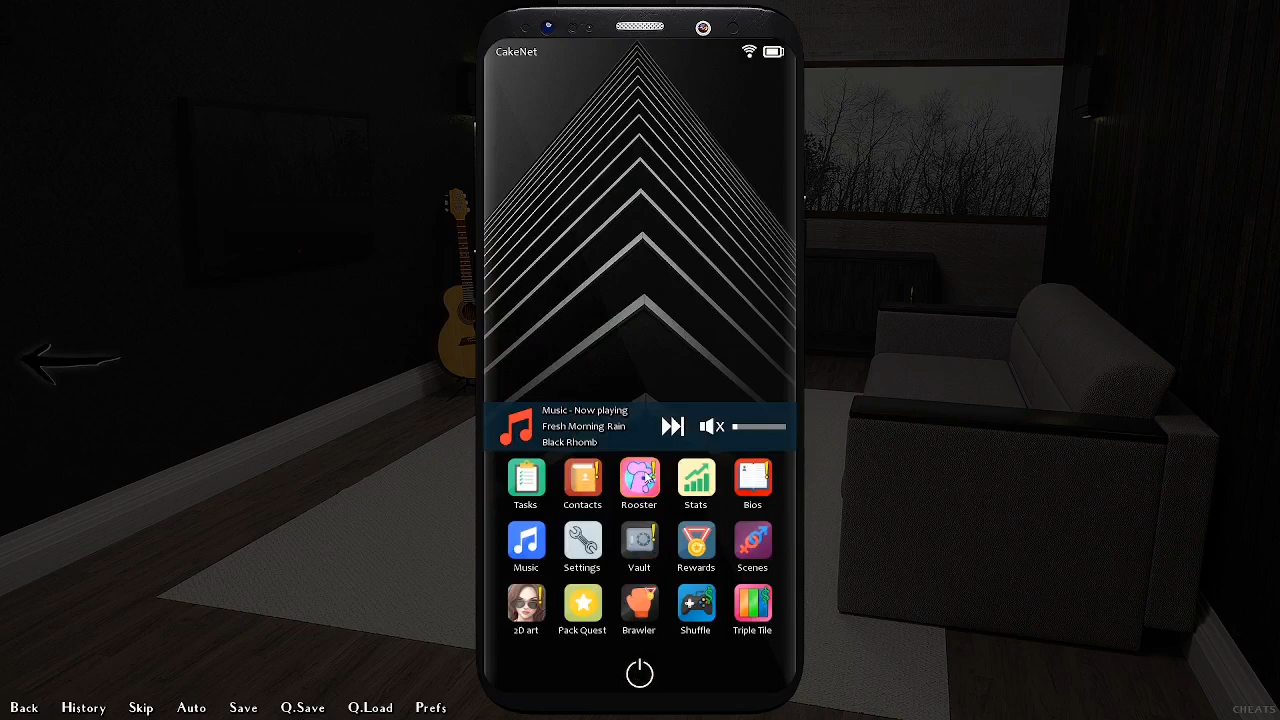 CakeNet
Music - Now playing
Fresh Morning Rain
Black Rhomb
Tasks Contacts Rooster Stats Bios
Music Settings Vault Rewards Scenes
2D art Pack Quest Brawler Shuffle Triple Tile
Back History Skip Auto Save Q.Save Q.Load Prefs
CHEATS